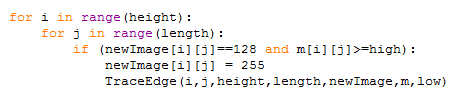 for i in range(height):
    for j in range(length):
        if (newImage[i][j]==128 and m[i][j]>=high):
            newImage[i][j] = 255
            TraceEdge(i,j,height,length,newImage,m,low)